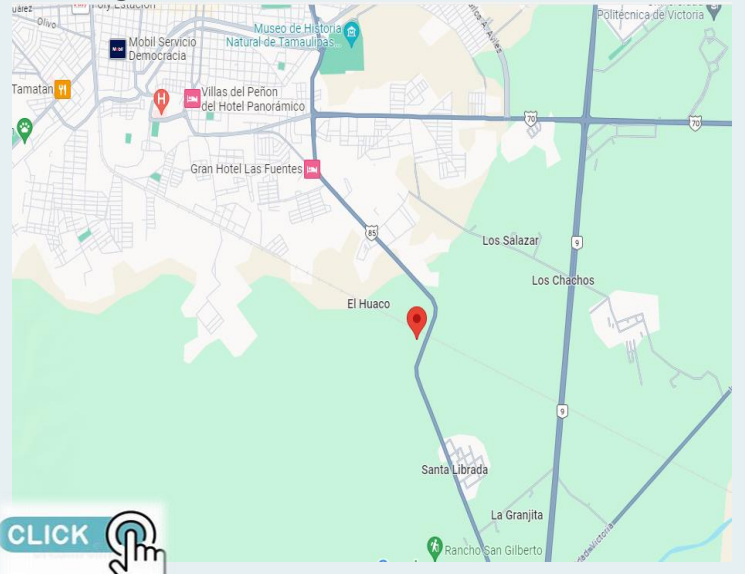 Olivo
Museo de Historia
Natural de Tamaulipas
Politécnica de Victoria
Mobil
Mobil Servicio
Democracia
Tamatan
H
Villas del Peñon
del Hotel Panorámico
70
70
Gran Hotel Las Fuentes
85
Los Salazar
9
Los Chachos
El Huaco
9
Santa Librada
La Granjita
Rancho San Gilberto
CLICK